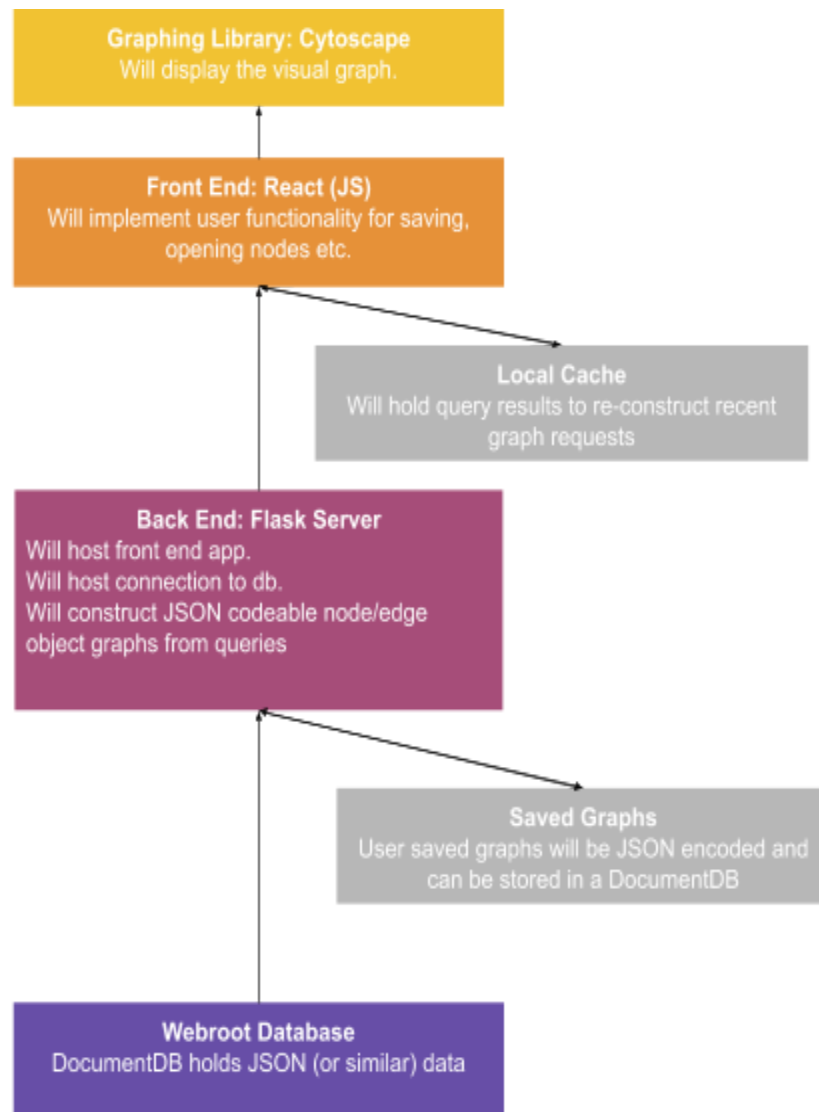 Graphing Library: Cytoscape
Will display the visual graph.
Front End: React (JS)
Will implement user functionality for saving,
opening nodes etc.
Local Cache
Will hold query results to re-construct recent
graph requests
Back End: Flask Server
Will host front end app.
Will host connection to db.
Will construct JSON codeable node/edge
object graphs from queries
Saved Graphs
User saved graphs will be JSON encoded and
can be stored in a DocumentDB
Webroot Database
DocumentDB holds JSON (or similar) data